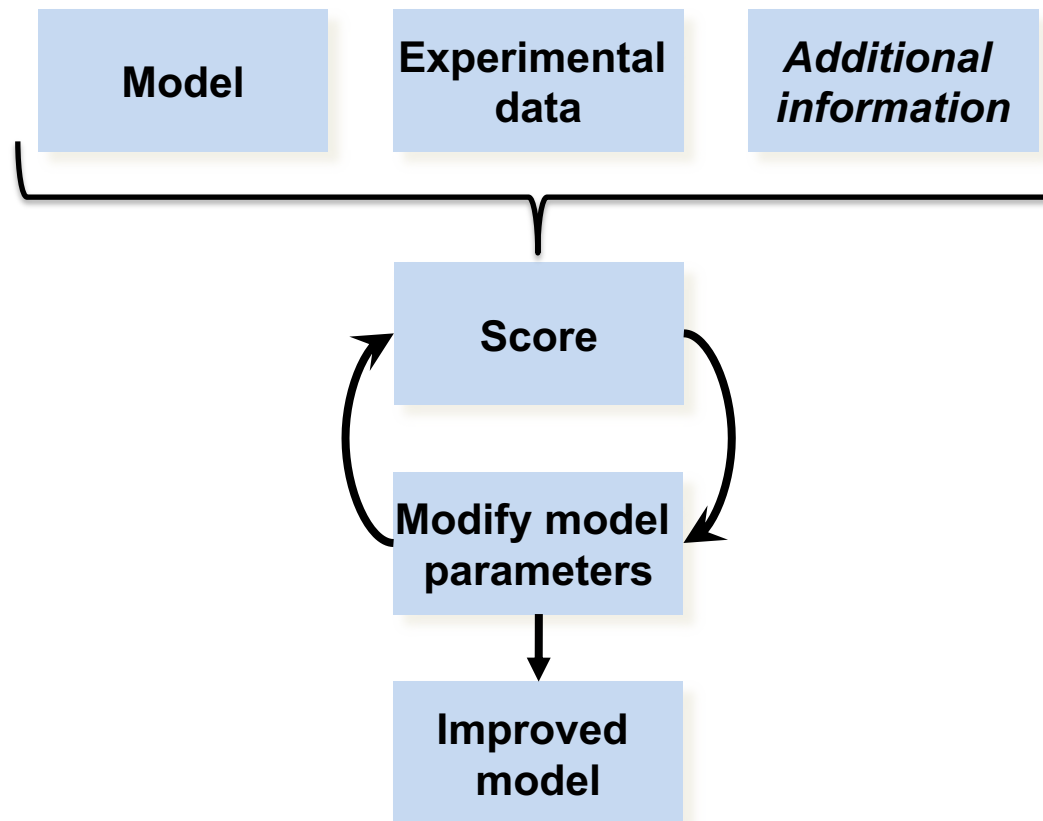 Model
Experimental
data
Additional
information
Score
Modify model
parameters
Improved
model